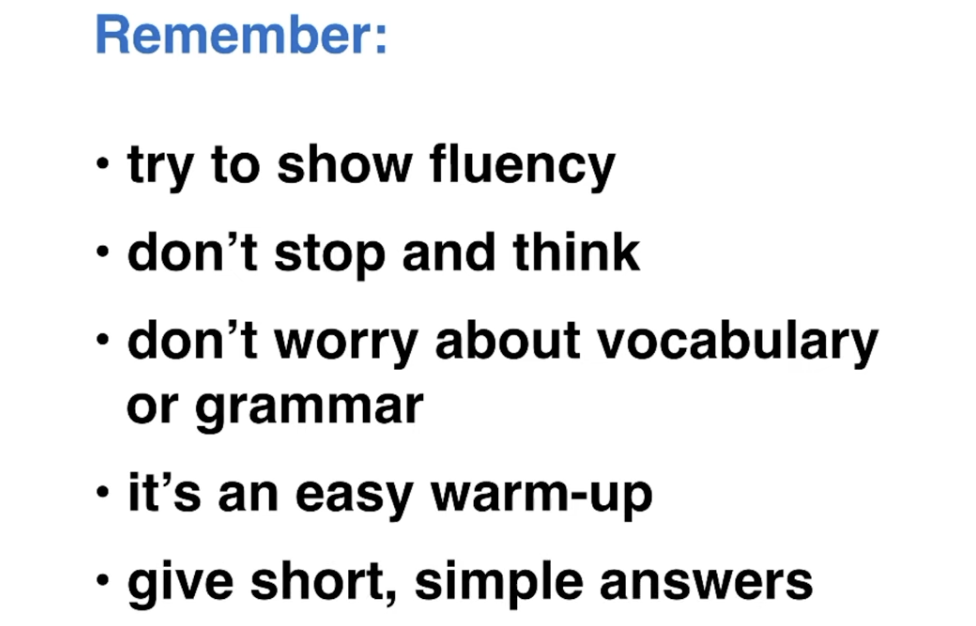 Remember:
• try to show fluency
• don’t stop and think
• don’t worry about vocabulary
or grammar
• it’s an easy warm-up
• give short, simple answers